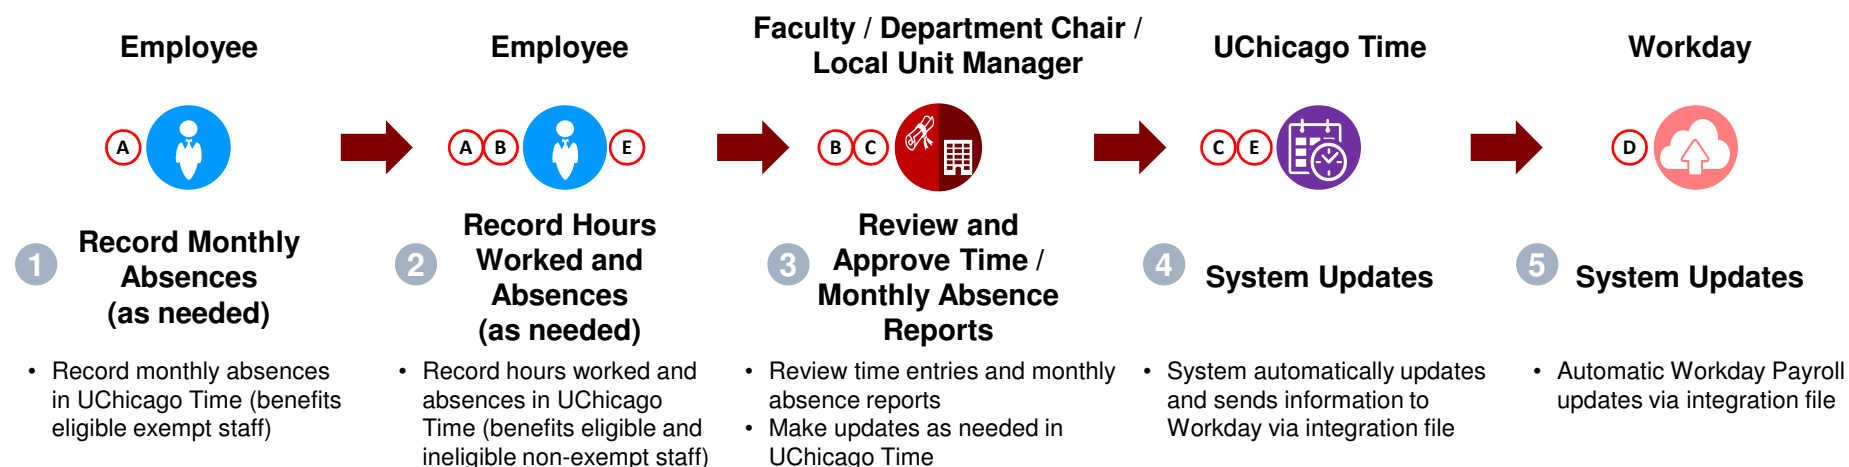 Employee
A
1
Record Monthly
Absences
(as needed)
• Record monthly absences
in UChicago Time (benefits
eligible exempt staff)
Employee
A B E
2
Record Hours
Worked and
Absences
(as needed)
• Record hours worked and
absences in UChicago
Time (benefits eligible and
ineligible non-exempt staff)
Faculty / Department Chair /
Local Unit Manager
B C
3
Review and
Approve Time /
Monthly Absence
Reports
• Review time entries and monthly
absence reports
• Make updates as needed in
UChicago Time
UChicago Time
C E
4
System Updates
• System automatically updates
and sends information to
Workday via integration file
Workday
D
5
System Updates
• Automatic Workday Payroll
updates via integration file